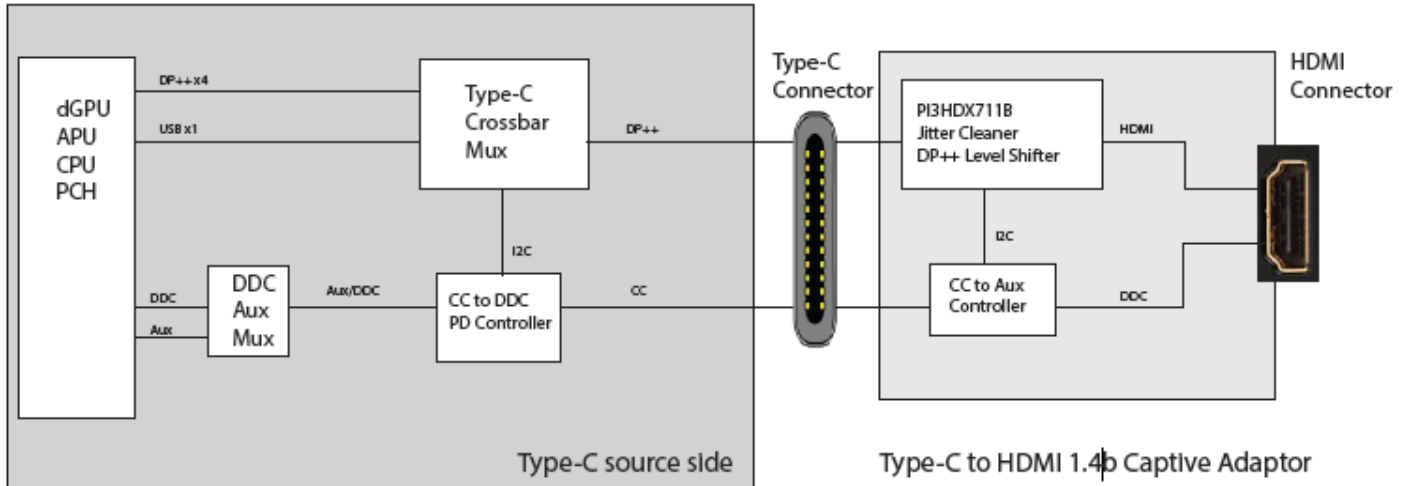 dGPU
APU
CPU
PCH
DP++ x4
USB x1
Type-C
Crossbar
Mux
DP++
I2C
DDC
Aux
DDC
Aux
Mux
Aux/DDC
CC to DDC
PD Controller
CC
Type-C source side
Type-C
Connector
PI3HDX711B
Jitter Cleaner
DP++ Level Shifter
HDMI
I2C
CC to Aux
Controller
DDC
HDMI
Connector
Type-C to HDMI 1.4b Captive Adaptor